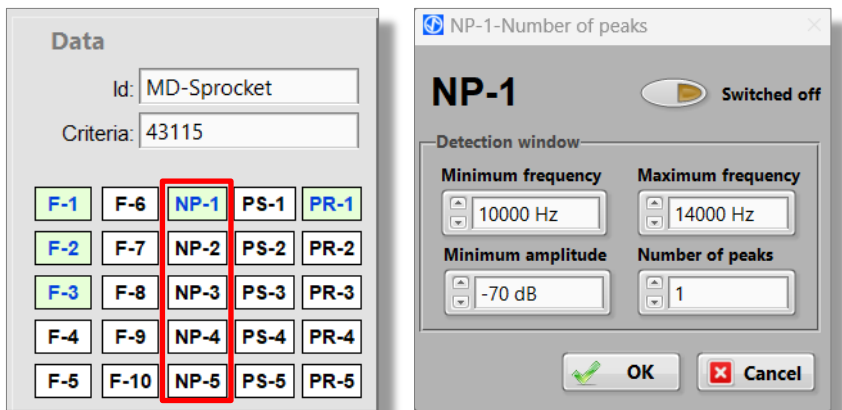 Data
Id: MD-Sprocket
Criteria: 43115
F-1 F-6 NP-1 PS-1 PR-1
F-2 F-7 NP-2 PS-2 PR-2
F-3 F-8 NP-3 PS-3 PR-3
F-4 F-9 NP-4 PS-4 PR-4
F-5 F-10 NP-5 PS-5 PR-5
NP-1-Number of peaks
NP-1 Switched off
Detection window
Minimum frequency Maximum frequency
10000 Hz 14000 Hz
Minimum amplitude Number of peaks
-70 dB 1
OK Cancel